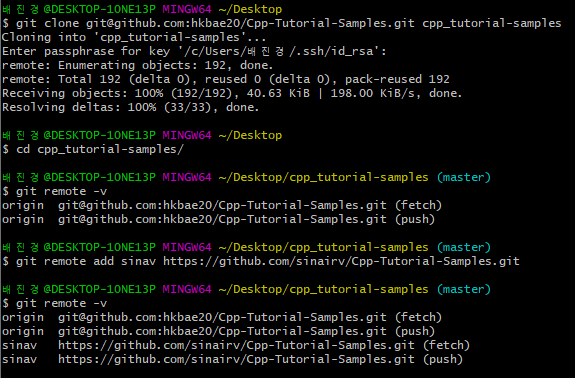 배진경@DESKTOP-1ONE13P MINGW64 ~/Desktop
$ git clone git@github.com:hkbae20/Cpp-Tutorial-Samples.git cpp_tutorial-samples
Cloning into 'cpp_tutorial-samples'...
Enter passphrase for key '/c/Users/배진경/.ssh/id_rsa':
remote: Enumerating objects: 192, done.
remote: Total 192 (delta 0), reused 0 (delta 0), pack-reused 192
Receiving objects: 100% (192/192), 40.63 KiB | 198.00 KiB/s, done.
Resolving deltas: 100% (33/33), done.
배진경@DESKTOP-1ONE13P MINGW64 ~/Desktop
$ cd cpp_tutorial-samples/
배진경@DESKTOP-1ONE13P MINGW64 ~/Desktop/cpp_tutorial-samples (master)
$ git remote -v
origin  git@github.com:hkbae20/Cpp-Tutorial-Samples.git (fetch)
origin  git@github.com:hkbae20/Cpp-Tutorial-Samples.git (push)
배진경@DESKTOP-1ONE13P MINGW64 ~/Desktop/cpp_tutorial-samples (master)
$ git remote add sinav https://github.com/sinairv/Cpp-Tutorial-Samples.git
배진경@DESKTOP-1ONE13P MINGW64 ~/Desktop/cpp_tutorial-samples (master)
$ git remote -v
origin  git@github.com:hkbae20/Cpp-Tutorial-Samples.git (fetch)
origin  git@github.com:hkbae20/Cpp-Tutorial-Samples.git (push)
sinav   https://github.com/sinairv/Cpp-Tutorial-Samples.git (fetch)
sinav   https://github.com/sinairv/Cpp-Tutorial-Samples.git (push)